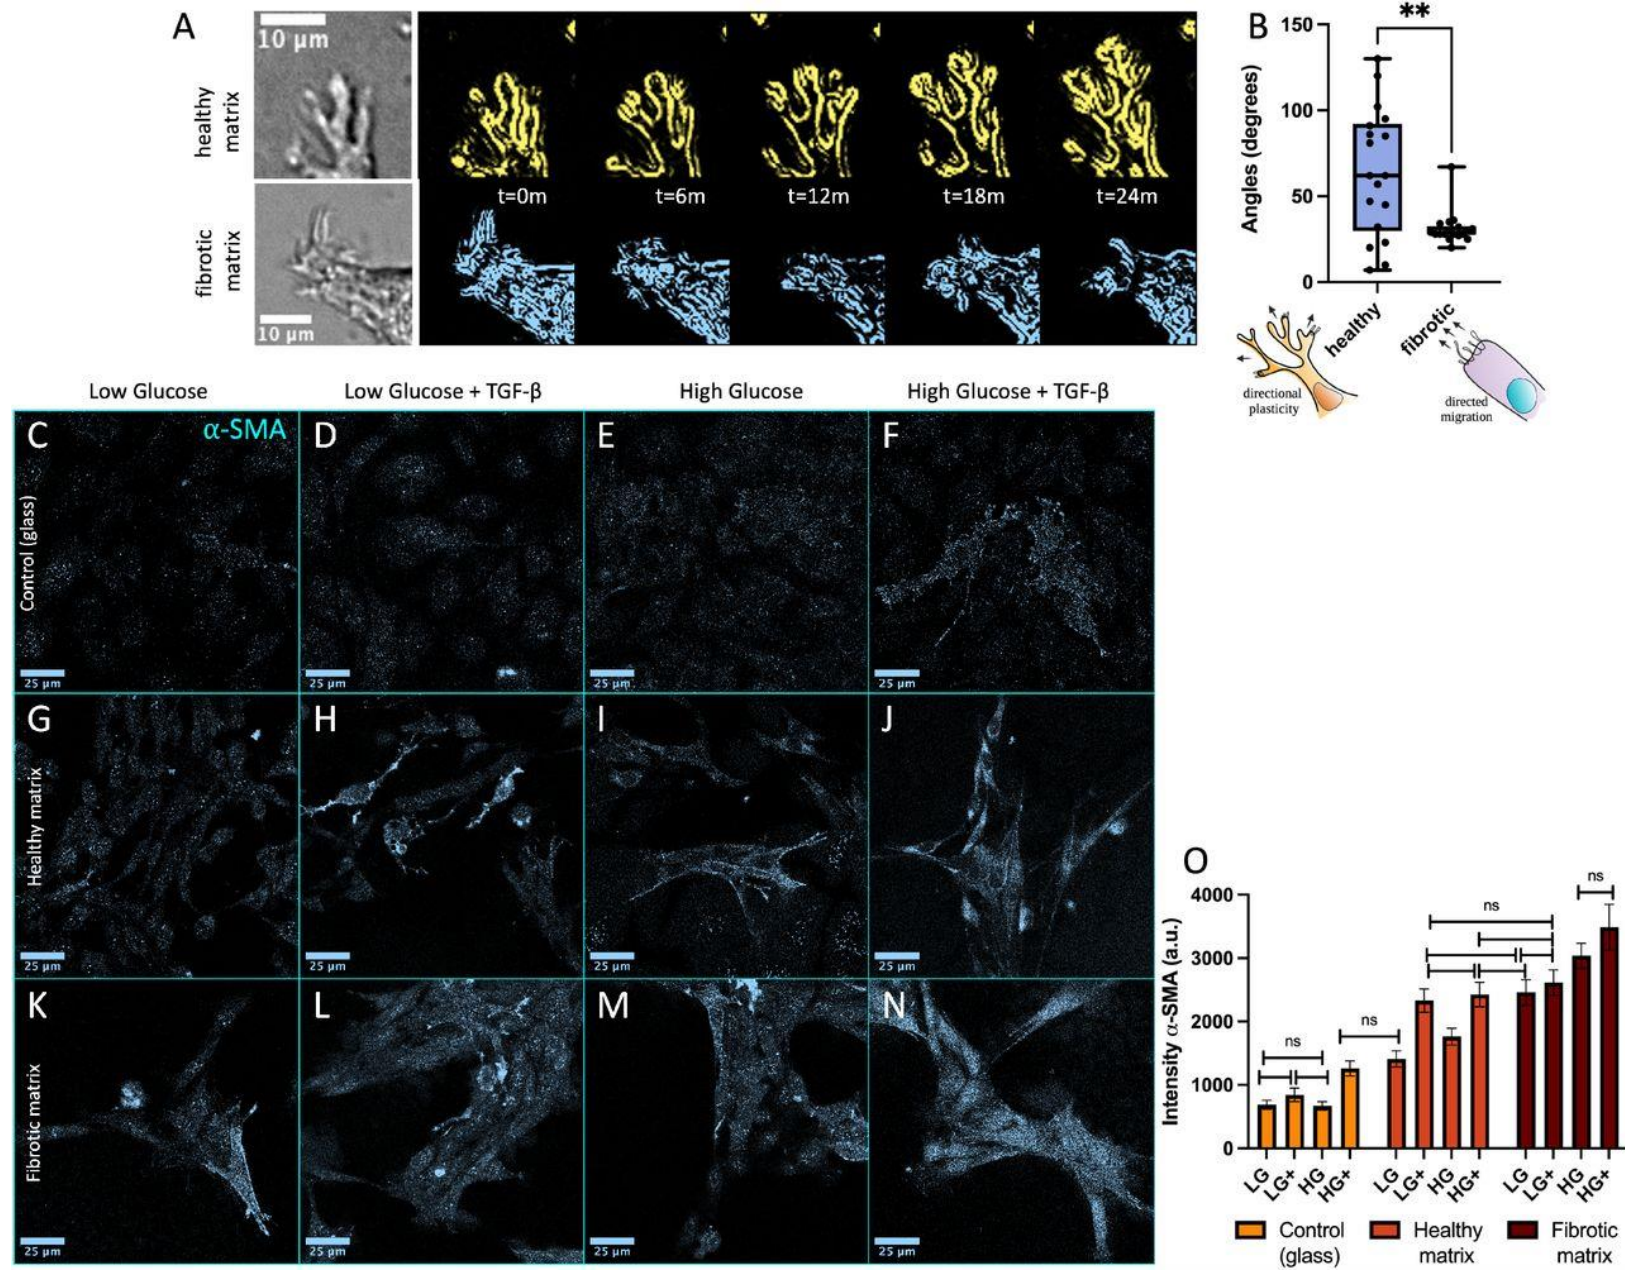 A
10 μm
healthy
matrix
t=0m
t=6m
t=12m
t=18m
t=24m
fibrotic
matrix
10 μm
B
**
150
100
50
0
Angles (degrees)
healthy
fibrotic
directional
plasticity
directed
migration
Low Glucose
Low Glucose + TGF-β
High Glucose
High Glucose + TGF-β
Control (glass)
C
α-SMA
25 μm
D
25 μm
E
25 μm
F
25 μm
Healthy matrix
G
25 μm
H
25 μm
I
25 μm
J
25 μm
Fibrotic matrix
K
25 μm
L
25 μm
M
25 μm
N
25 μm
O
4000
3000
2000
1000
0
Intensity α-SMA (a.u.)
ns
ns
ns
ns
LG
LG+
HG
HG+
LG
LG+
HG
HG+
LG
LG+
HG
HG+
Control
(glass)
Healthy
matrix
Fibrotic
matrix